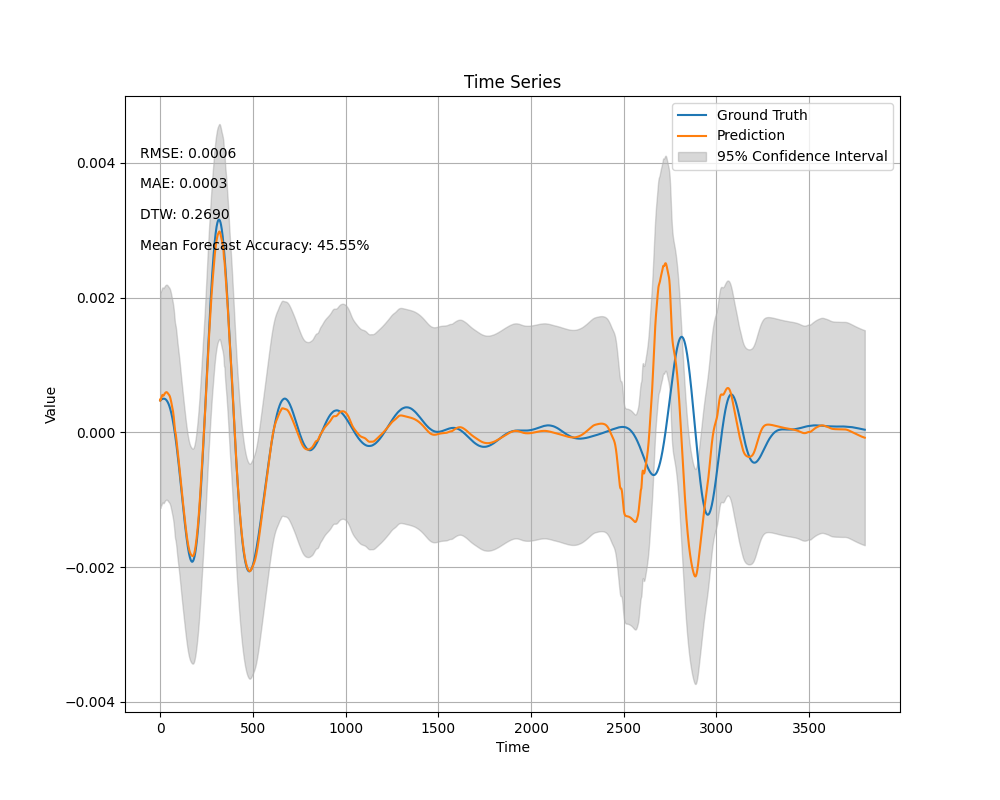 Time Series
Ground Truth
Prediction
95% Confidence Interval
RMSE: 0.0006
MAE: 0.0003
DTW: 0.2690
Mean Forecast Accuracy: 45.55%
Value
0.004
0.002
0.000
−0.002
−0.004
0 500 1000 1500 2000 2500 3000 3500
Time